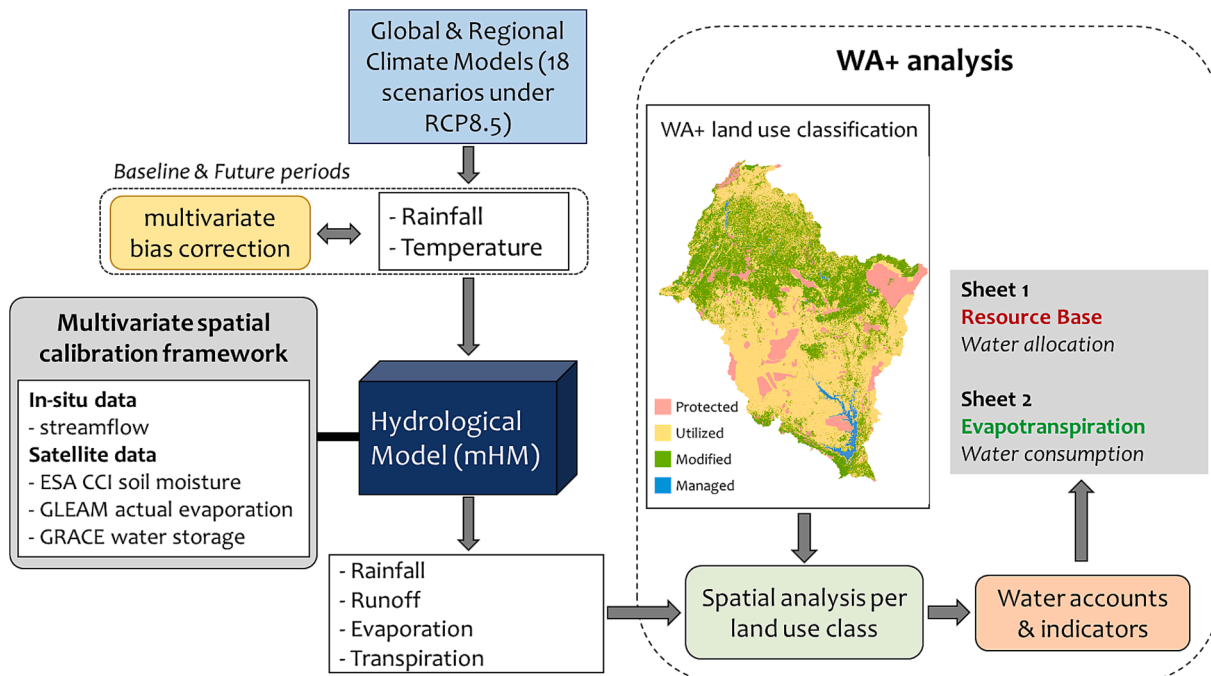 Global & Regional
Climate Models (18
scenarios under
RCP8.5)
Baseline & Future periods
multivariate
bias correction
- Rainfall
- Temperature
Multivariate spatial
calibration framework
In-situ data
- streamflow
Satellite data
- ESA CCI soil moisture
- GLEAM actual evaporation
- GRACE water storage
Hydrological
Model (mHM)
- Rainfall
- Runoff
- Evaporation
- Transpiration
WA+ analysis
WA+ land use classification
Protected
Utilized
Modified
Managed
Spatial analysis per
land use class
Water accounts
& indicators
Sheet 1
Resource Base
Water allocation
Sheet 2
Evapotranspiration
Water consumption